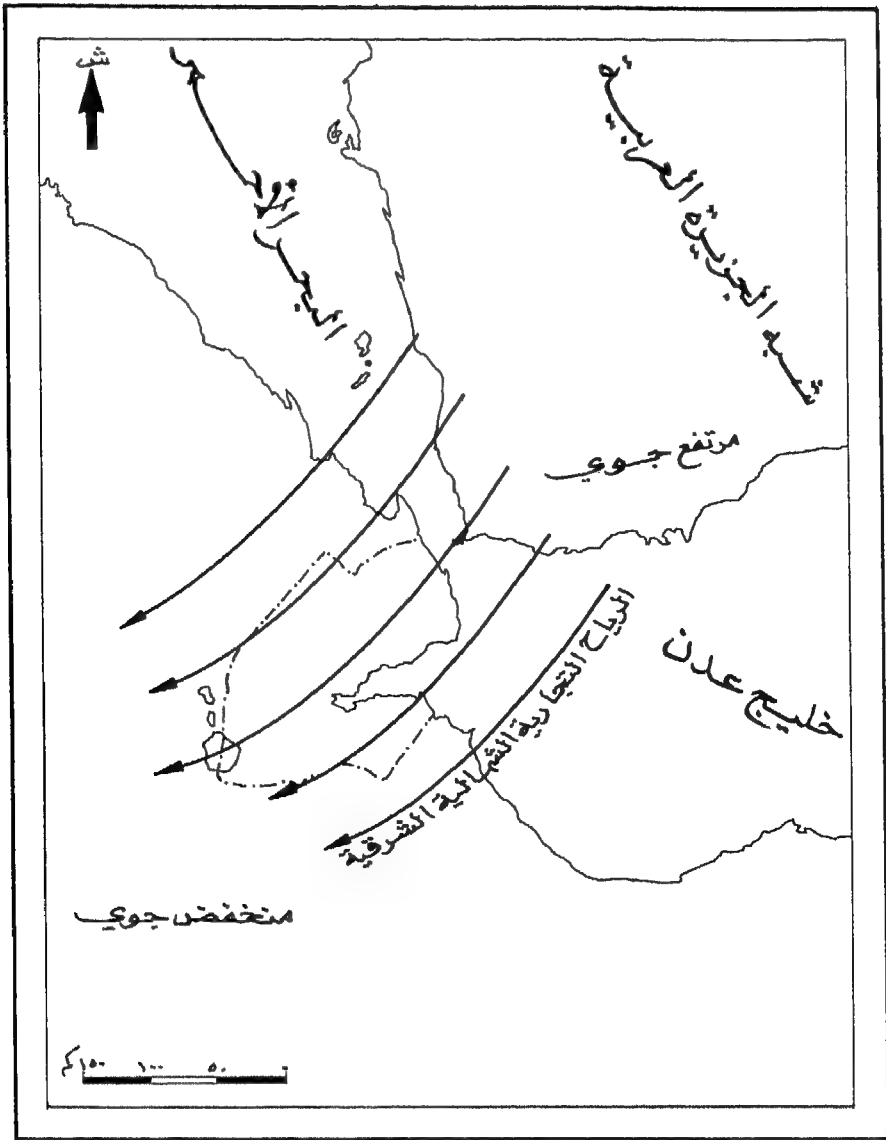 ش
البحر الأحمر
شبه الجزيرة العربية
مرتفع جوي
خليج عدن
الرياح التجارية الشمالية الشرقية
منخفض جوي
٠ ٥٠ ١٠٠ ١٥٠ كم